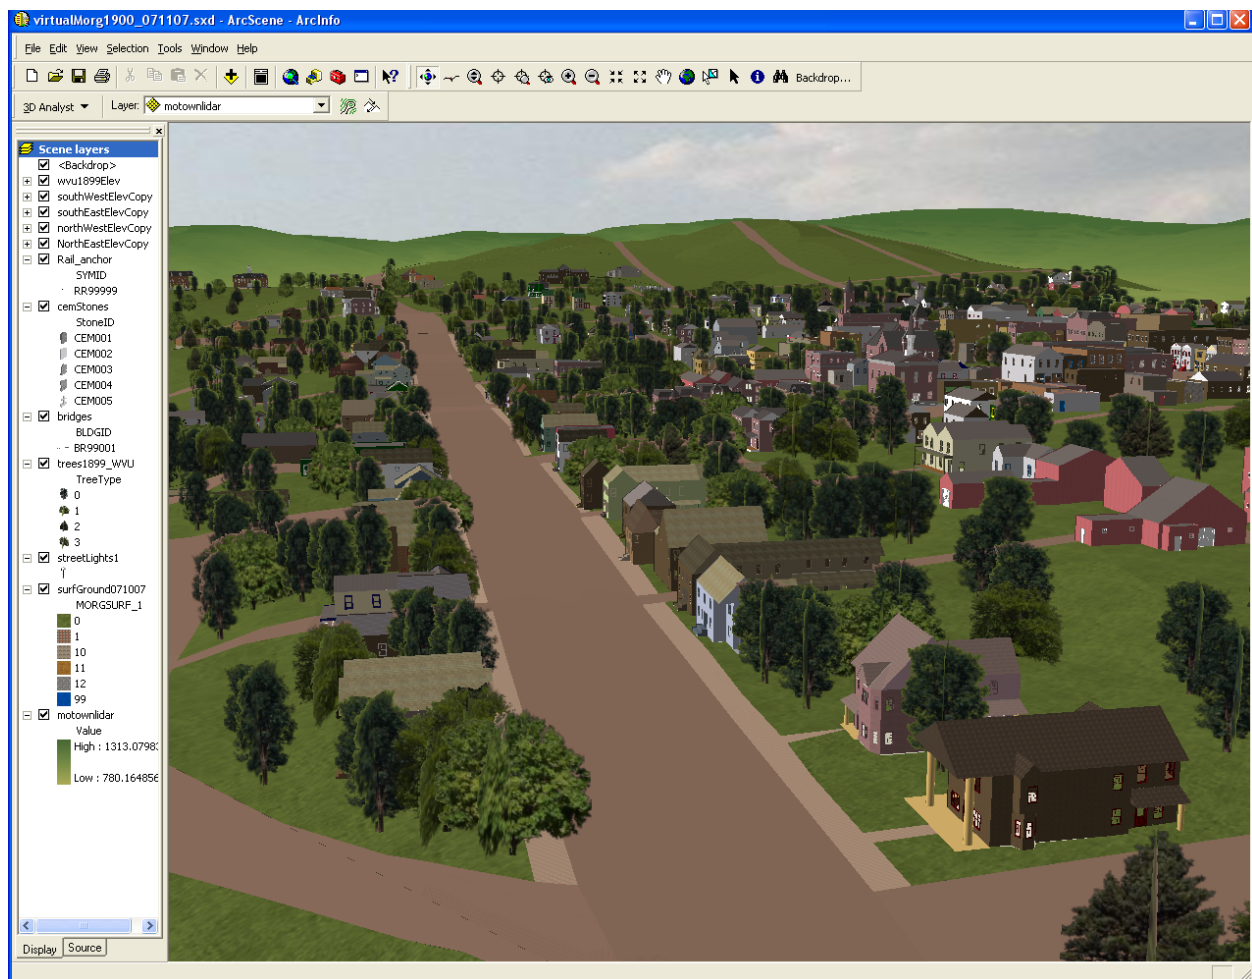 virtualMorg1900_071107.sxd - ArcScene - ArcInfo
File Edit View Selection Tools Window Help
Backdrop...
3D Analyst Layer: motownlidar
Scene layers
<Backdrop>
wvu1899Elev
southWestElevCopy
southEastElevCopy
northWestElevCopy
NorthEastElevCopy
Rail_anchor
SYMID
RR99999
cemStones
StoneID
CEM001
CEM002
CEM003
CEM004
CEM005
bridges
BLDGID
BR99001
trees1899_WVU
TreeType
0
1
2
3
streetLights1
surfGround071007
MORGSURF_1
0
1
10
11
12
99
motownlidar
Value
High : 1313.0798
Low : 780.164856
Display Source